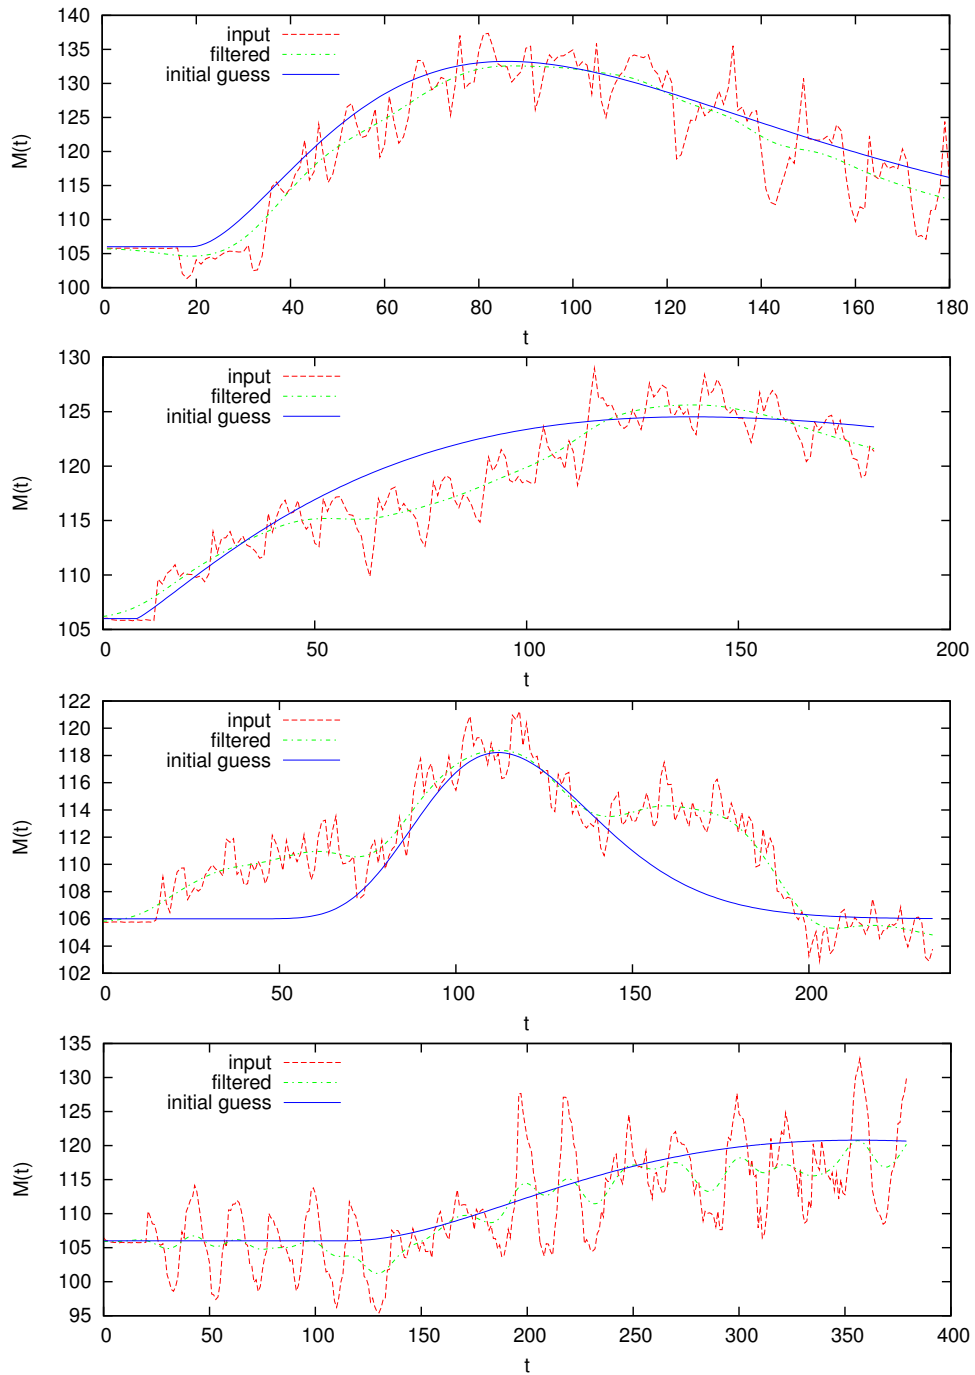 140
135
130
125
120
115
110
105
100
M(t)
input
filtered
initial guess
0 20 40 60 80 100 120 140 160 180
t
130
125
120
115
110
105
M(t)
input
filtered
initial guess
0 50 100 150 200
t
122
120
118
116
114
112
110
108
106
104
102
M(t)
input
filtered
initial guess
0 50 100 150 200
t
135
130
125
120
115
110
105
100
95
M(t)
input
filtered
initial guess
0 50 100 150 200 250 300 350 400
t